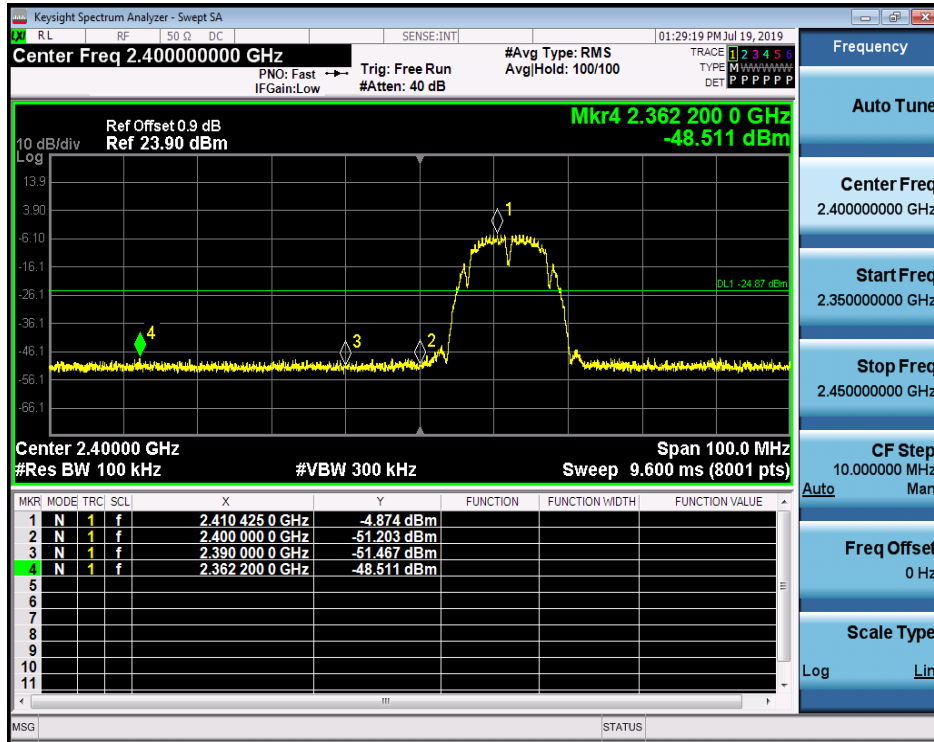 Keysight Spectrum Analyzer - Swept SA
LXI RL RF 50 Ω DC SENSE:INT 01:29:19 PM Jul 19, 2019
Center Freq 2.400000000 GHz
PNO: Fast
IFGain:Low
Trig: Free Run
#Atten: 40 dB
#Avg Type: RMS
Avg|Hold: 100/100
TRACE 1 2 3 4 5 6
TYPE M W W W W W
DET P P P P P P
Mkr4 2.362 200 0 GHz
-48.511 dBm
Ref Offset 0.9 dB
10 dB/div Ref 23.90 dBm
Log
13.9
3.90
-6.10
-16.1
-26.1
-36.1
-46.1
-56.1
-66.1
1
DL1 -24.87 dBm
4
3
2
Center 2.40000 GHz Span 100.0 MHz
#Res BW 100 kHz #VBW 300 kHz Sweep 9.600 ms (8001 pts)
MKR MODE TRC SCL X Y FUNCTION FUNCTION WIDTH FUNCTION VALUE
1 N 1 f 2.410 425 0 GHz -4.874 dBm
2 N 1 f 2.400 000 0 GHz -51.203 dBm
3 N 1 f 2.390 000 0 GHz -51.467 dBm
4 N 1 f 2.362 200 0 GHz -48.511 dBm
5
6
7
8
9
10
11
MSG STATUS
Frequency
Auto Tune
Center Freq
2.400000000 GHz
Start Freq
2.350000000 GHz
Stop Freq
2.450000000 GHz
CF Step
10.000000 MHz
Auto Man
Freq Offset
0 Hz
Scale Type
Log Lin